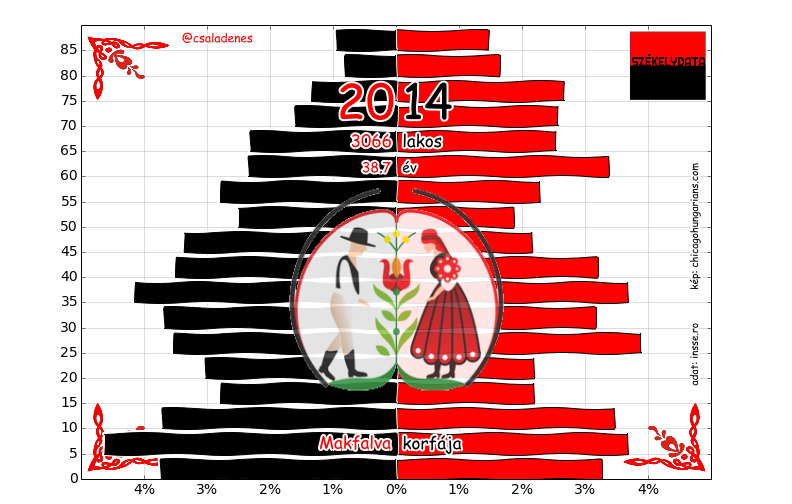 @csaladenes
SZÉKELYDATA
2014
3066 lakos
38.7 év
kép: chicagohungarians.com
adat: insse.ro
Makfalva korfája
85
80
75
70
65
60
55
50
45
40
35
30
25
20
15
10
5
0
4% 3% 2% 1% 0% 1% 2% 3% 4%